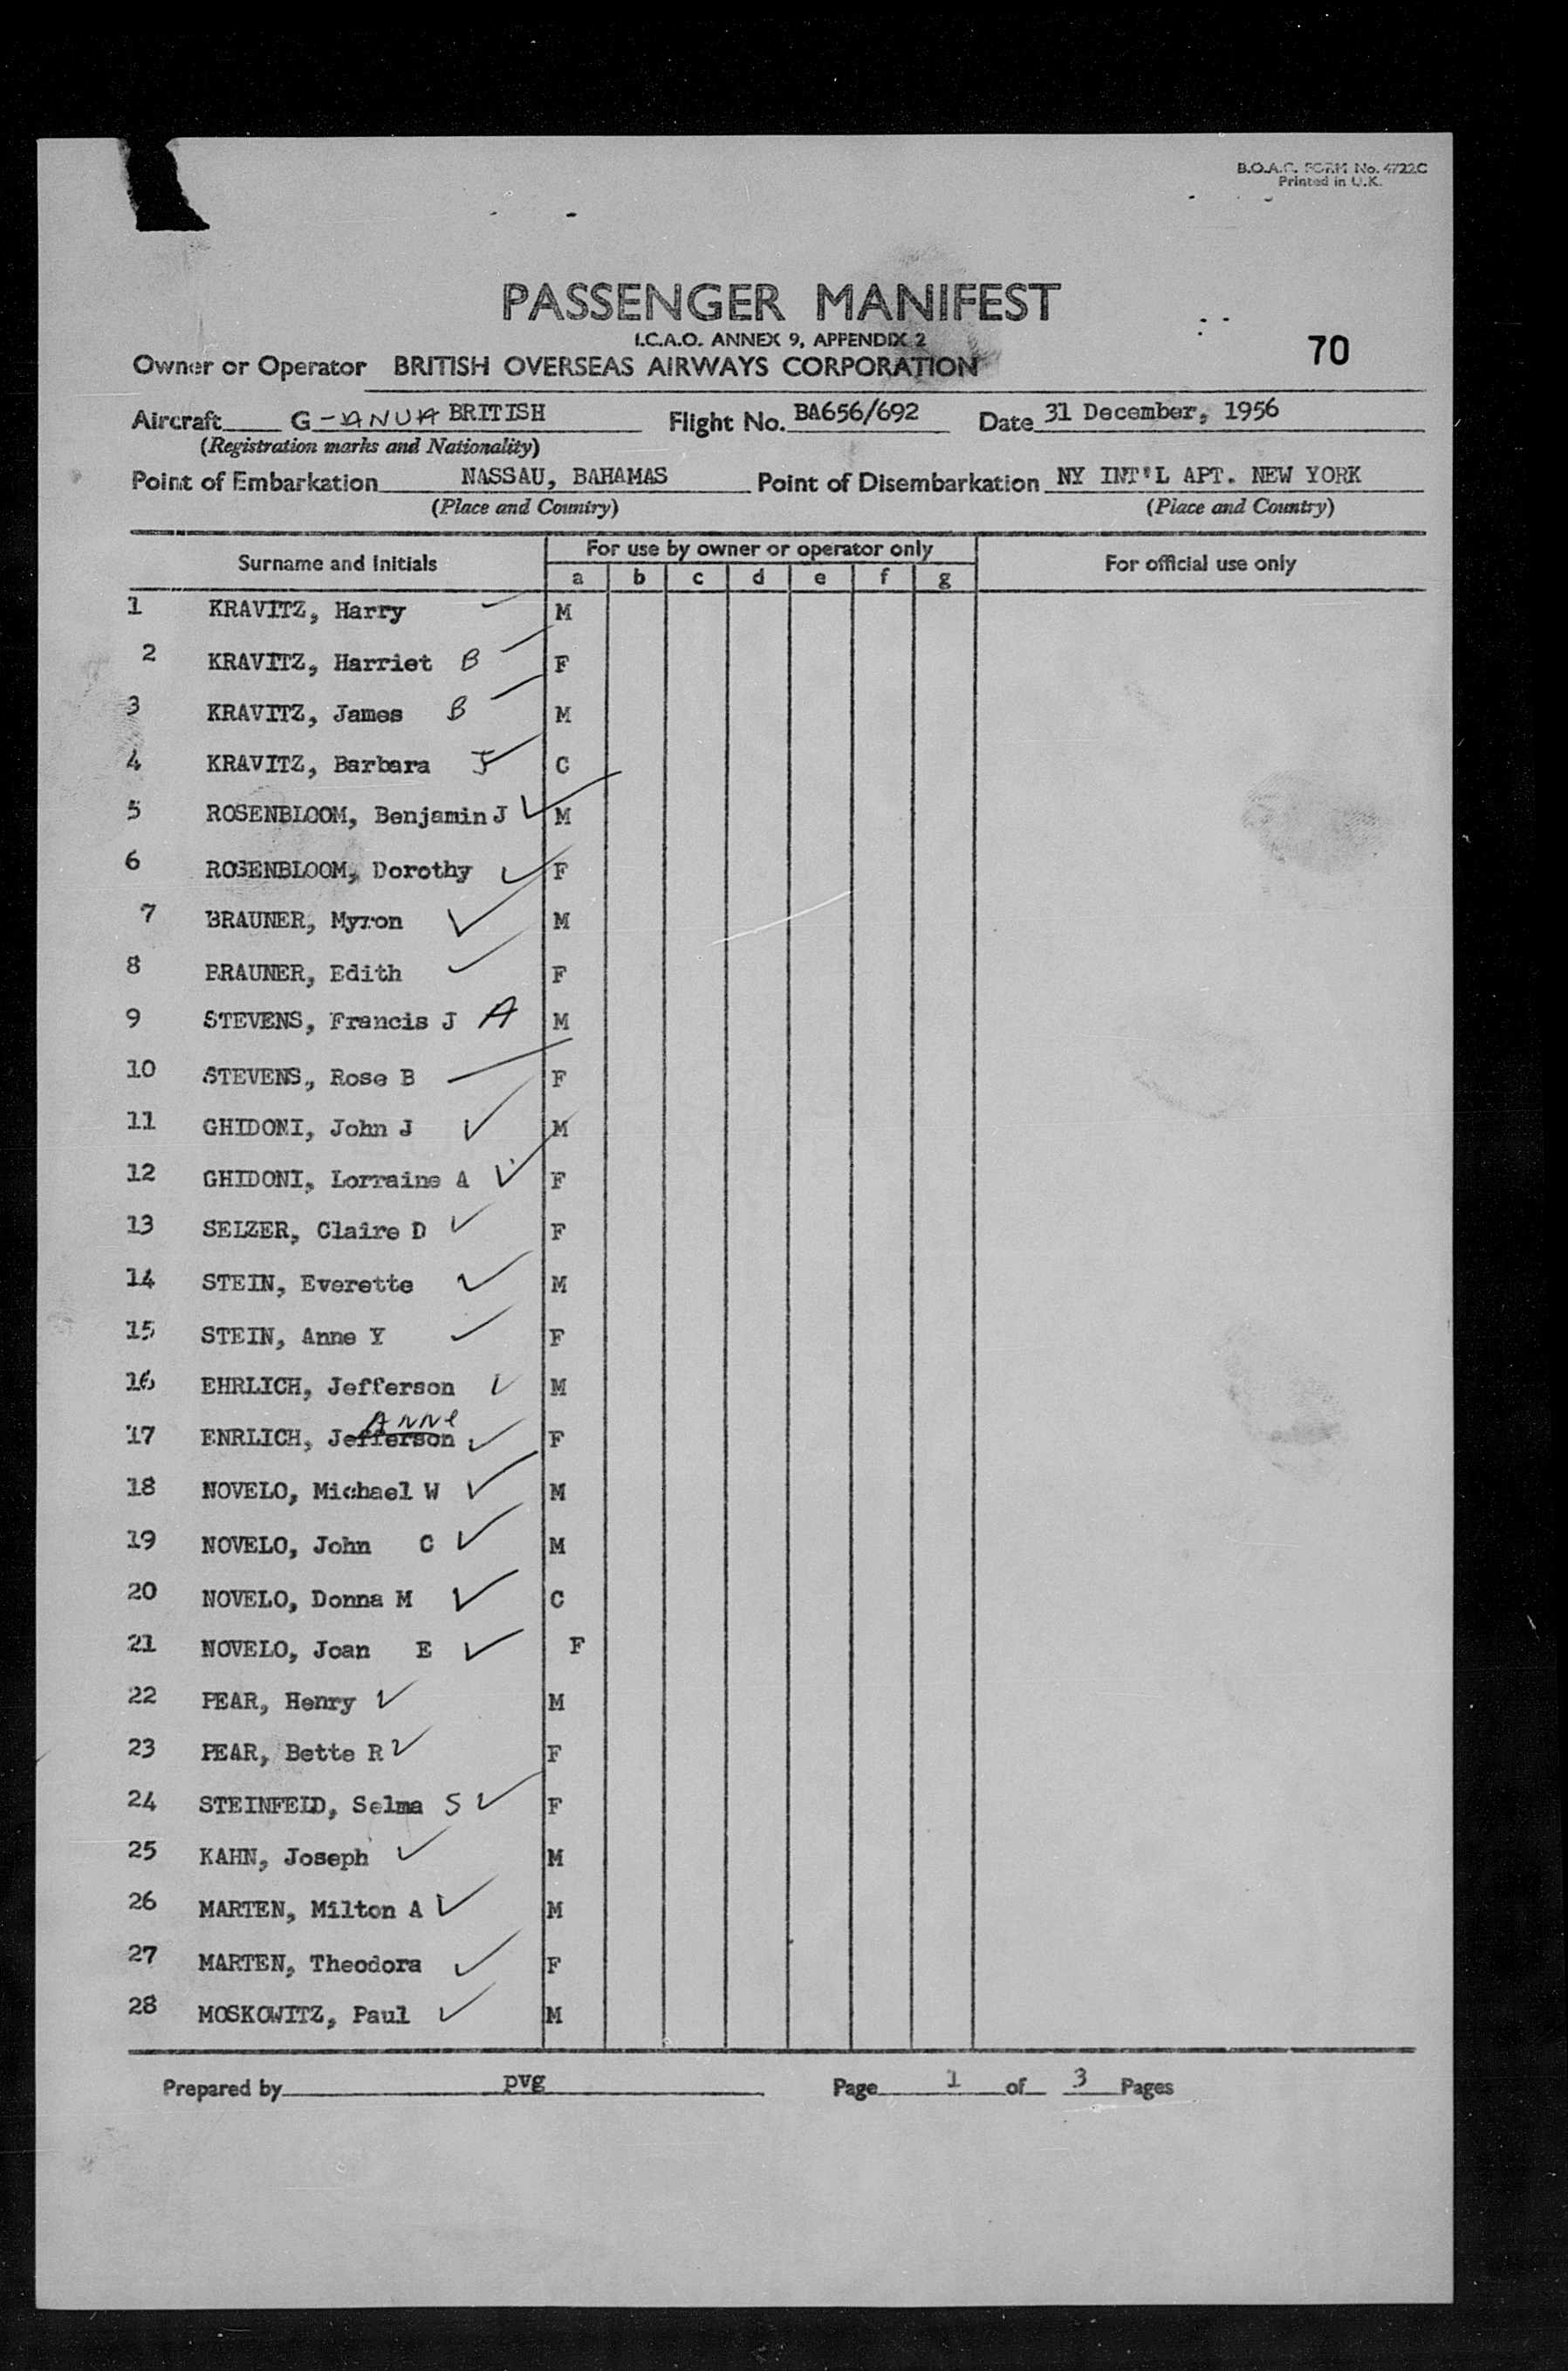 B.O.A.C. FORM No. 4722C
Printed in U.K.
PASSENGER MANIFEST
I.C.A.O. ANNEX 9, APPENDIX 2
70
Owner or Operator BRITISH OVERSEAS AIRWAYS CORPORATION
Aircraft G-ANUA BRITISH Flight No. BA656/692 Date 31 December, 1956
(Registration marks and Nationality)
Point of Embarkation NASSAU, BAHAMAS Point of Disembarkation NY INT'L APT. NEW YORK
(Place and Country) (Place and Country)
Surname and Initials For use by owner or operator only For official use only
a b c d e f g
1 KRAVITZ, Harry M
2 KRAVITZ, Harriet B F
3 KRAVITZ, James B M
4 KRAVITZ, Barbara J C
5 ROSENBLOOM, Benjamin J M
6 ROSENBLOOM, Dorothy F
7 BRAUNER, Myron M
8 BRAUNER, Edith F
9 STEVENS, Francis J A M
10 STEVENS, Rose B F
11 GHIDONI, John J M
12 GHIDONI, Lorraine A F
13 SELZER, Claire D F
14 STEIN, Everette M
15 STEIN, Anne Y F
16 EHRLICH, Jefferson M
17 ENRLICH, Jefferson Anne F
18 NOVELO, Michael W M
19 NOVELO, John C M
20 NOVELO, Donna M C
21 NOVELO, Joan E F
22 PEAR, Henry M
23 PEAR, Bette R F
24 STEINFELD, Selma S F
25 KAHN, Joseph M
26 MARTEN, Milton A M
27 MARTEN, Theodora F
28 MOSKOWITZ, Paul M
Prepared by pvg Page 1 of 3 Pages